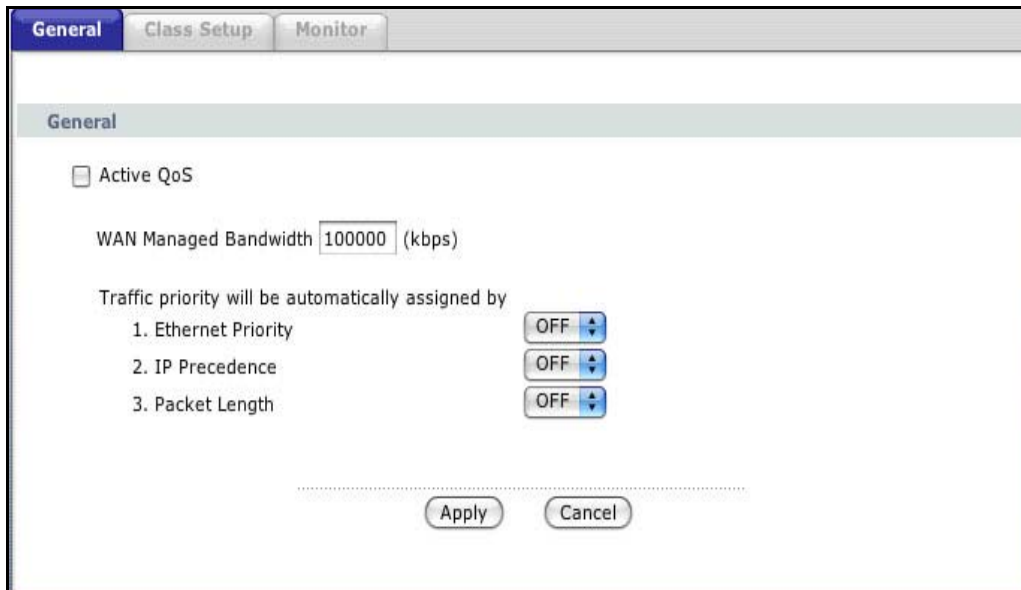 General Class Setup Monitor
General
Active QoS
WAN Managed Bandwidth 100000 (kbps)
Traffic priority will be automatically assigned by
1. Ethernet Priority OFF
2. IP Precedence OFF
3. Packet Length OFF
Apply Cancel